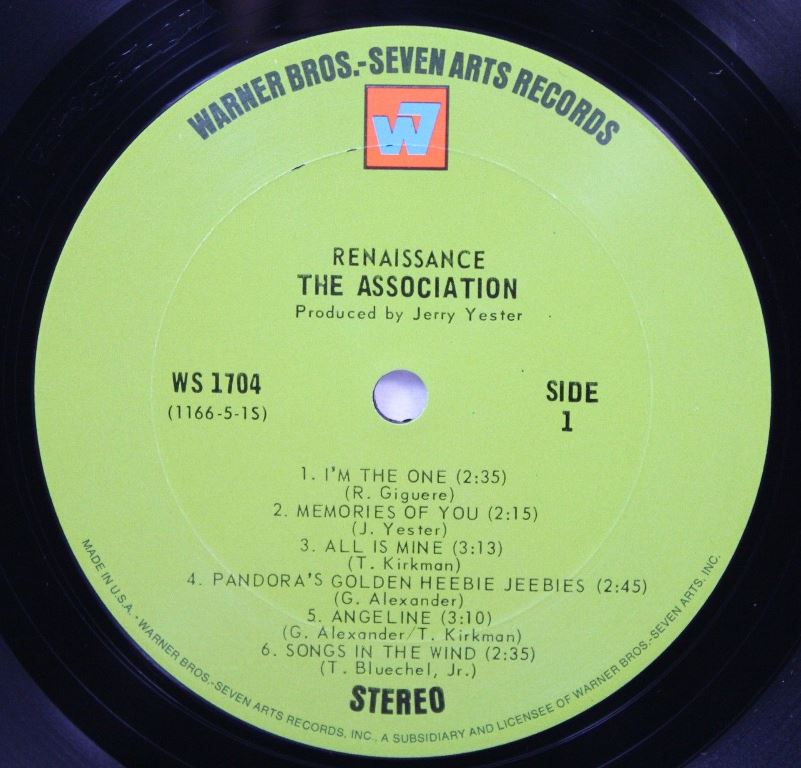 WARNER BROS.-SEVEN ARTS RECORDS
W7
RENAISSANCE
THE ASSOCIATION
Produced by Jerry Yester
WS 1704
(1166-5-1S)
SIDE
1
1. I'M THE ONE (2:35)
(R. Giguere)
2. MEMORIES OF YOU (2:15)
(J. Yester)
3. ALL IS MINE (3:13)
(T. Kirkman)
4. PANDORA'S GOLDEN HEEBIE JEEBIES (2:45)
(G. Alexander)
5. ANGELINE (3:10)
(G. Alexander/T. Kirkman)
6. SONGS IN THE WIND (2:35)
(T. Bluechel, Jr.)
STEREO
MADE IN U.S.A. - WARNER BROS.-SEVEN ARTS RECORDS, INC., A SUBSIDIARY AND LICENSEE OF WARNER BROS.-SEVEN ARTS, INC.